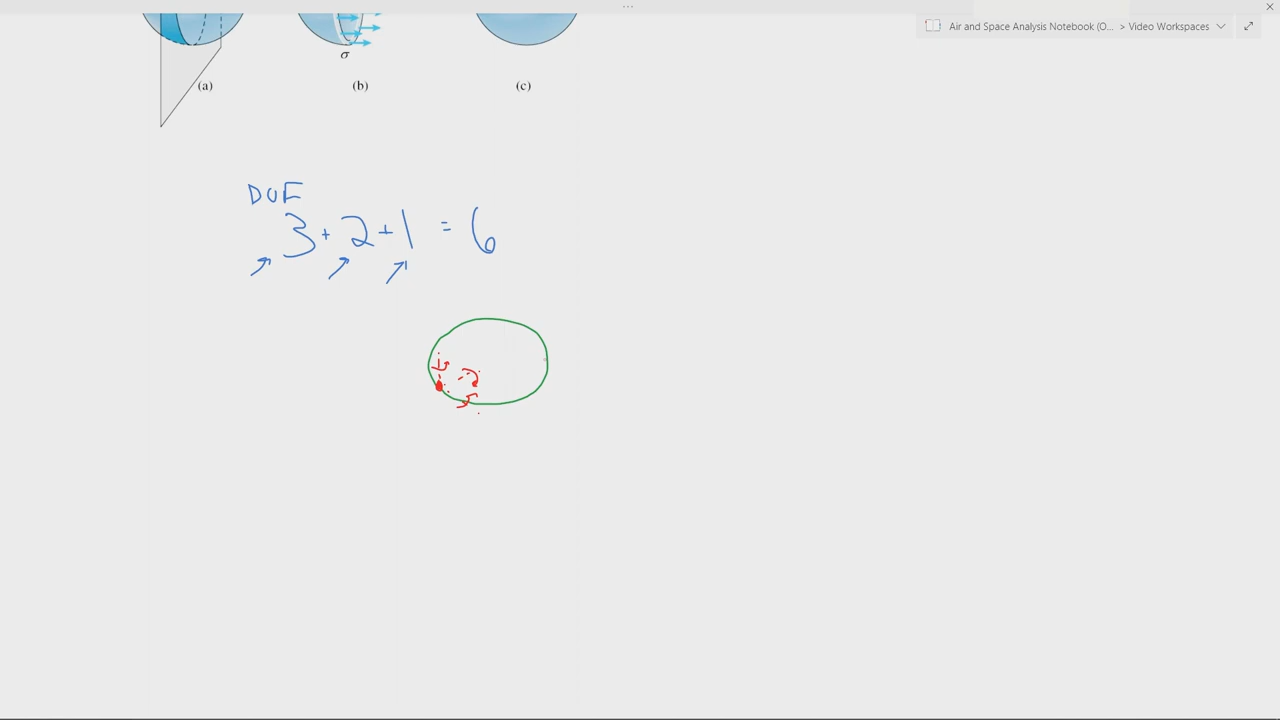 Air and Space Analysis Notebook (O... > Video Workspaces
σ
(a)
(b)
(c)
DOF
3 + 2 + 1 = 6